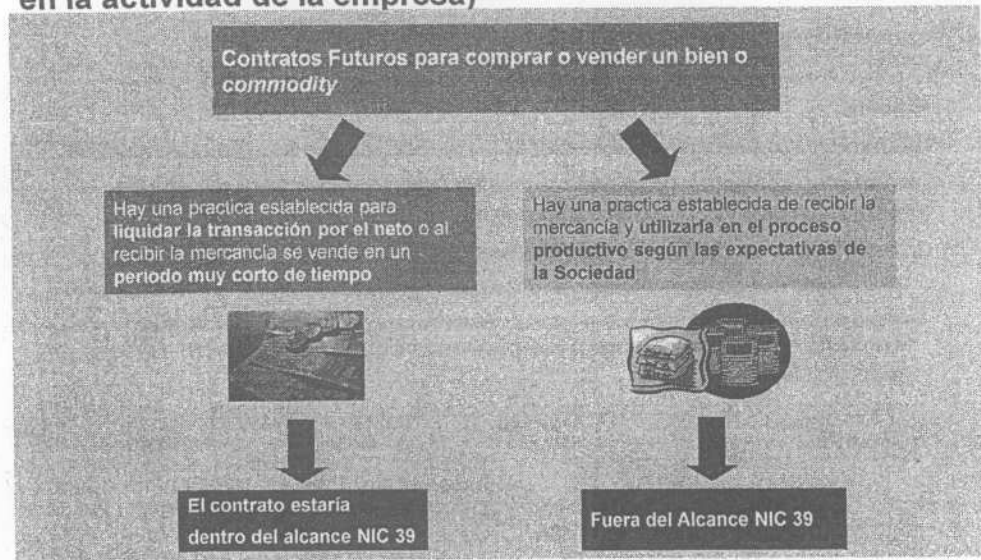 en la actividad de la empresa)
Contratos Futuros para comprar o vender un bien o
commodity
Hay una practica establecida para
liquidar la transacción por el neto o al
recibir la mercancía se vende en un
periodo muy corto de tiempo
Hay una practica establecida de recibir la
mercancía y utilizarla en el proceso
productivo según las expectativas de
la Sociedad
El contrato estaría
dentro del alcance NIC 39
Fuera del Alcance NIC 39